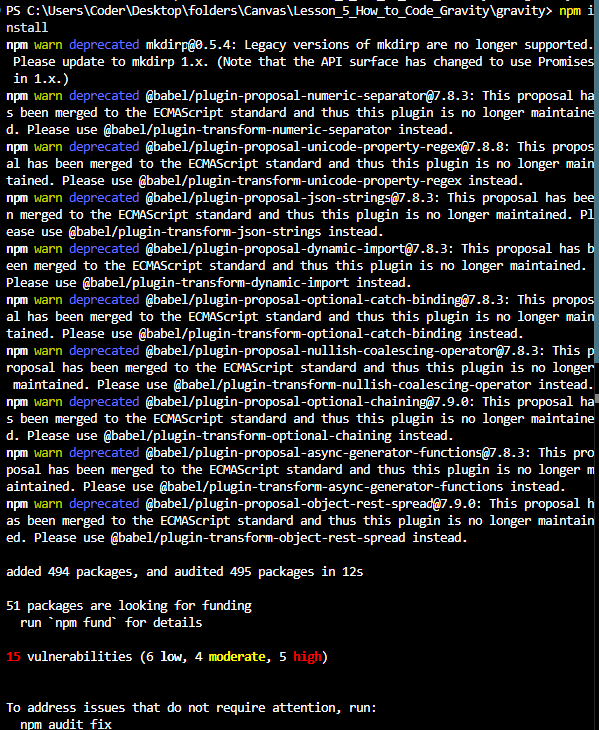 PS C:\Users\Coder\Desktop\folders\Canvas\Lesson_5_How_to_Code_Gravity\gravity> npm i
nstall
npm warn deprecated mkdirp@0.5.4: Legacy versions of mkdirp are no longer supported.
 Please update to mkdirp 1.x. (Note that the API surface has changed to use Promises
 in 1.x.)
npm warn deprecated @babel/plugin-proposal-numeric-separator@7.8.3: This proposal ha
s been merged to the ECMAScript standard and thus this plugin is no longer maintaine
d. Please use @babel/plugin-transform-numeric-separator instead.
npm warn deprecated @babel/plugin-proposal-unicode-property-regex@7.8.8: This propos
al has been merged to the ECMAScript standard and thus this plugin is no longer main
tained. Please use @babel/plugin-transform-unicode-property-regex instead.
npm warn deprecated @babel/plugin-proposal-json-strings@7.8.3: This proposal has bee
n merged to the ECMAScript standard and thus this plugin is no longer maintained. Pl
ease use @babel/plugin-transform-json-strings instead.
npm warn deprecated @babel/plugin-proposal-dynamic-import@7.8.3: This proposal has b
een merged to the ECMAScript standard and thus this plugin is no longer maintained. 
Please use @babel/plugin-transform-dynamic-import instead.
npm warn deprecated @babel/plugin-proposal-optional-catch-binding@7.8.3: This propos
al has been merged to the ECMAScript standard and thus this plugin is no longer main
tained. Please use @babel/plugin-transform-optional-catch-binding instead.
npm warn deprecated @babel/plugin-proposal-nullish-coalescing-operator@7.8.3: This p
roposal has been merged to the ECMAScript standard and thus this plugin is no longer
 maintained. Please use @babel/plugin-transform-nullish-coalescing-operator instead.
npm warn deprecated @babel/plugin-proposal-optional-chaining@7.9.0: This proposal ha
s been merged to the ECMAScript standard and thus this plugin is no longer maintaine
d. Please use @babel/plugin-transform-optional-chaining instead.
npm warn deprecated @babel/plugin-proposal-async-generator-functions@7.8.3: This pro
posal has been merged to the ECMAScript standard and thus this plugin is no longer m
aintained. Please use @babel/plugin-transform-async-generator-functions instead.
npm warn deprecated @babel/plugin-proposal-object-rest-spread@7.9.0: This proposal h
as been merged to the ECMAScript standard and thus this plugin is no longer maintain
ed. Please use @babel/plugin-transform-object-rest-spread instead.
added 494 packages, and audited 495 packages in 12s
51 packages are looking for funding
  run `npm fund` for details
15 vulnerabilities (6 low, 4 moderate, 5 high)
To address issues that do not require attention, run:
  npm audit fix